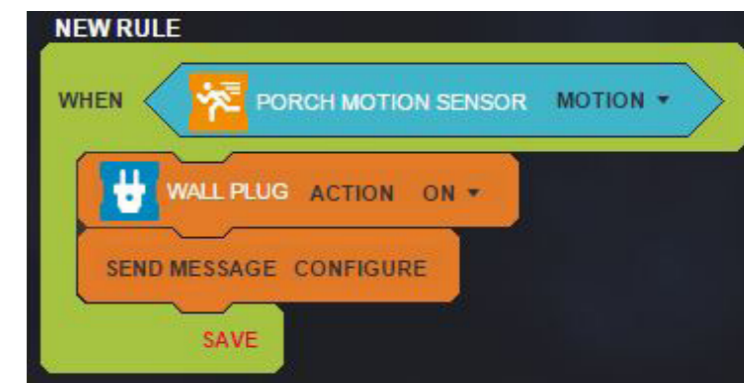 NEW RULE
WHEN PORCH MOTION SENSOR MOTION
WALL PLUG ACTION ON
SEND MESSAGE CONFIGURE
SAVE